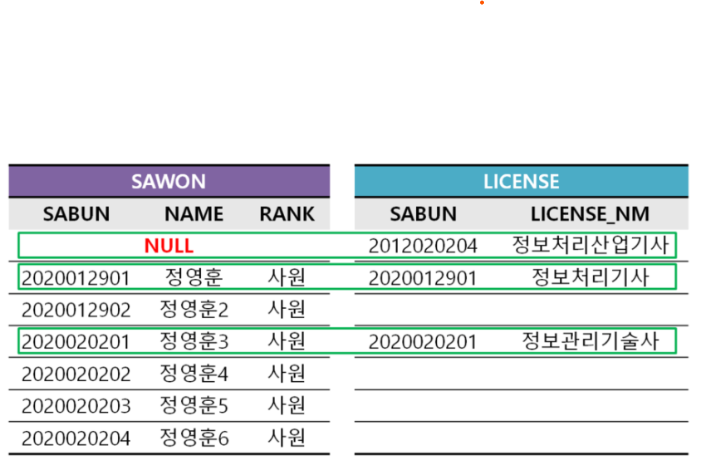 SAWON LICENSE
SABUN NAME RANK SABUN LICENSE_NM
NULL 2012020204 정보처리산업기사
2020012901 정영훈 사원 2020012901 정보처리기사
2020012902 정영훈2 사원
2020020201 정영훈3 사원 2020020201 정보관리기술사
2020020202 정영훈4 사원
2020020203 정영훈5 사원
2020020204 정영훈6 사원